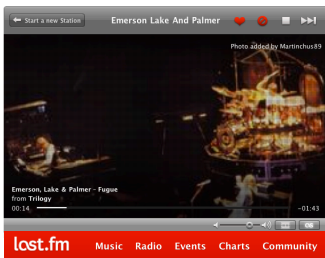 Start a new Station
Emerson Lake And Palmer
Photo added by Martinchus89
Emerson, Lake & Palmer - Fugue
from Trilogy
00:14
-01:43
lost.fm
Music Radio Events Charts Community